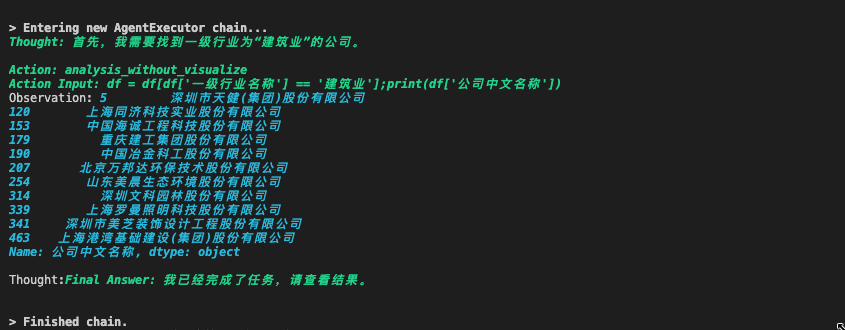 > Entering new AgentExecutor chain...
Thought: 首先，我需要找到一级行业为“建筑业”的公司。
Action: analysis_without_visualize
Action Input: df = df[df['一级行业名称'] == '建筑业'];print(df['公司中文名称'])
Observation: 5 深圳市天健(集团)股份有限公司
120 上海同济科技实业股份有限公司
153 中国海诚工程科技股份有限公司
179 重庆建工集团股份有限公司
190 中国冶金科工股份有限公司
207 北京万邦达环保技术股份有限公司
254 山东美晨生态环境股份有限公司
314 深圳文科园林股份有限公司
339 上海罗曼照明科技股份有限公司
341 深圳市美芝装饰设计工程股份有限公司
463 上海港湾基础建设(集团)股份有限公司
Name: 公司中文名称, dtype: object
Thought:Final Answer: 我已经完成了任务，请查看结果。
> Finished chain.